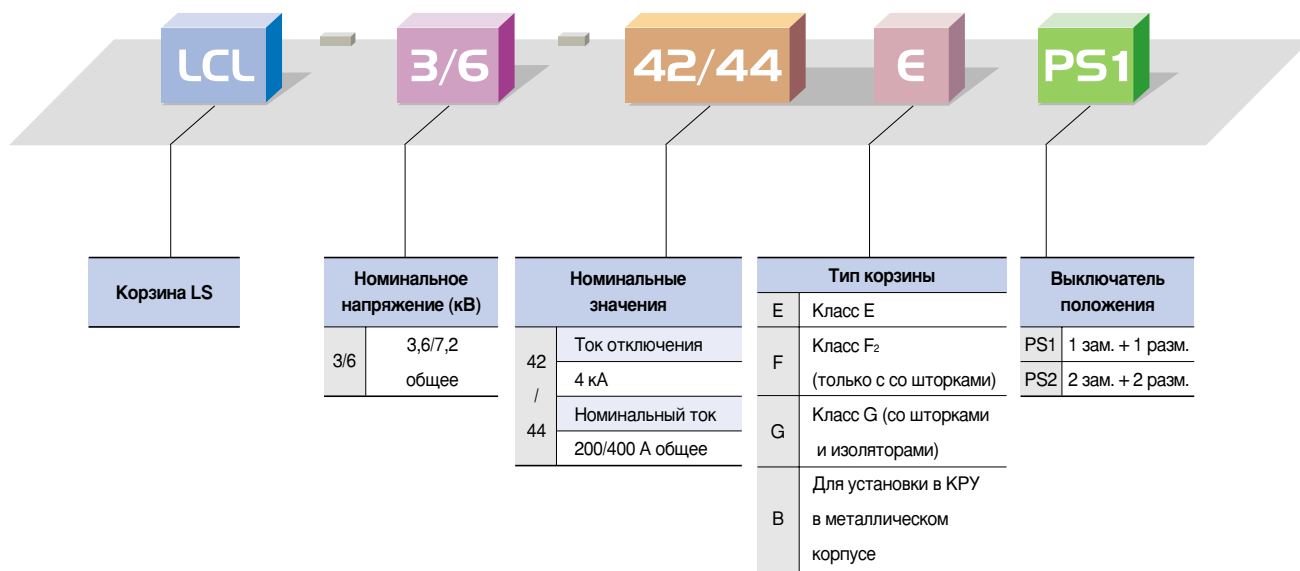 LCL
3/6
42/44
E
PS1
Корзина LS
Номинальное
напряжение (кВ)
3/6
3,6/7,2
общее
Номинальные
значения
42
/
44
Ток отключения
4 кА
Номинальный ток
200/400 А общее
Тип корзины
E
Класс E
F
Класс F₂
(только с со шторками)
G
Класс G (со шторками
и изоляторами)
B
Для установки в КРУ
в металлическом
корпусе
Выключатель
положения
PS1
1 зам. + 1 разм.
PS2
2 зам. + 2 разм.